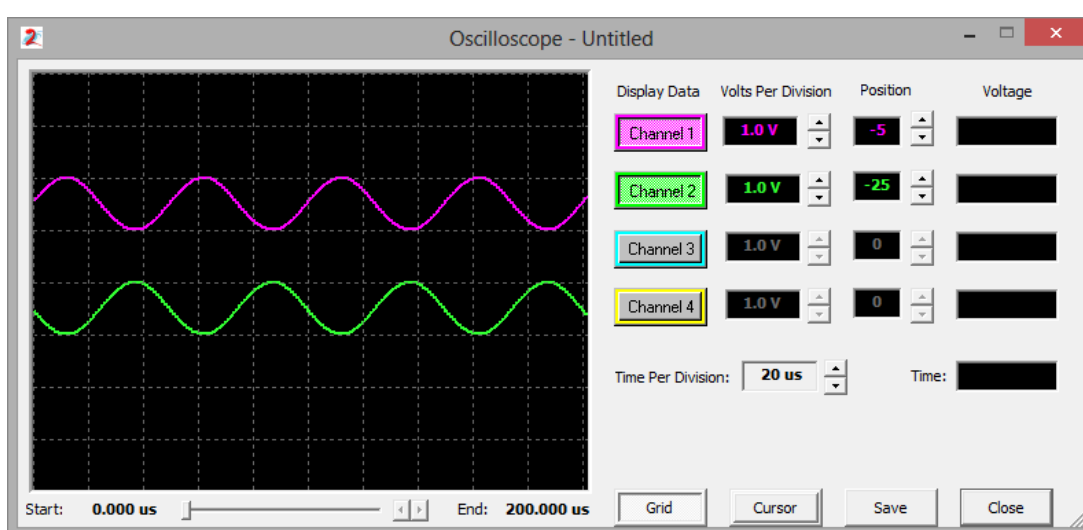 Oscilloscope - Untitled
Display Data Volts Per Division Position Voltage
Channel 1 1.0 V -5
Channel 2 1.0 V -25
Channel 3 1.0 V 0
Channel 4 1.0 V 0
Time Per Division: 20 us Time:
Start: 0.000 us End: 200.000 us Grid Cursor Save Close